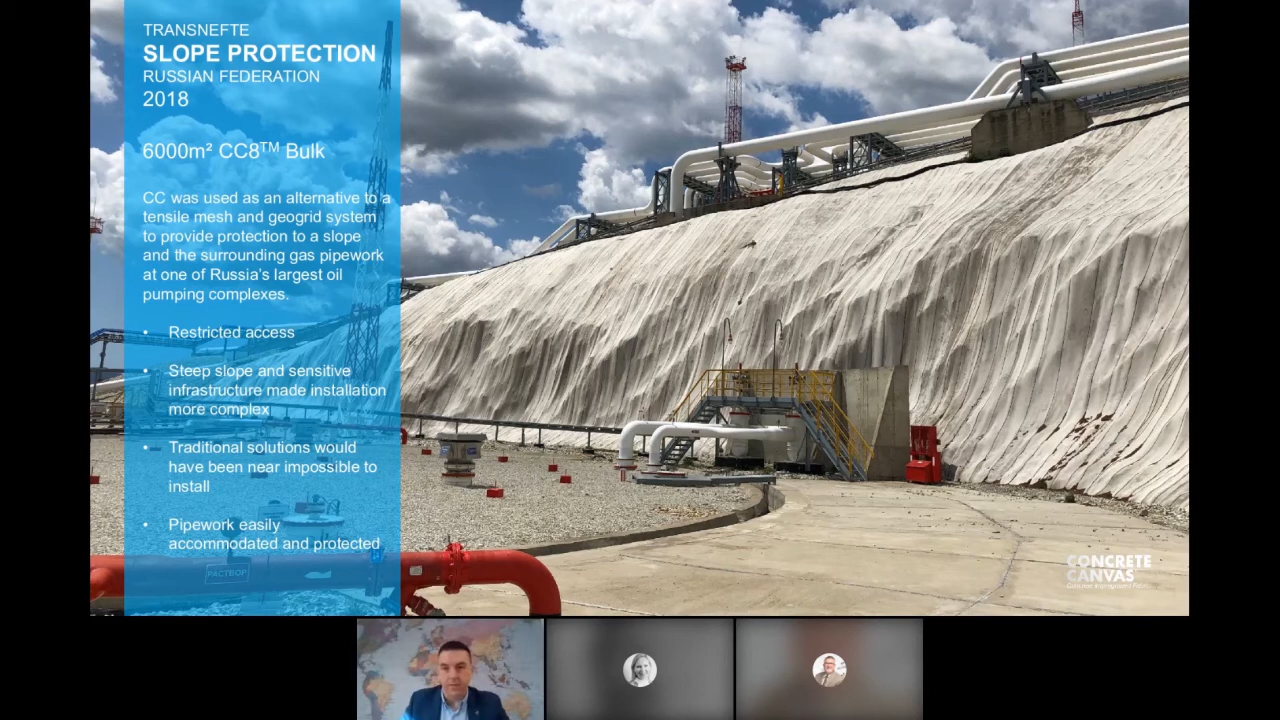 TRANSNEFTE
SLOPE PROTECTION
RUSSIAN FEDERATION
2018
6000m² CC8™ Bulk
CC was used as an alternative to a
tensile mesh and geogrid system
to provide protection to a slope
and the surrounding gas pipework
at one of Russia's largest oil
pumping complexes.
• Restricted access
• Steep slope and sensitive
infrastructure made installation
more complex
• Traditional solutions would
have been near impossible to
install
• Pipework easily
accommodated and protected
РАСТВОР
CONCRETE
CANVAS